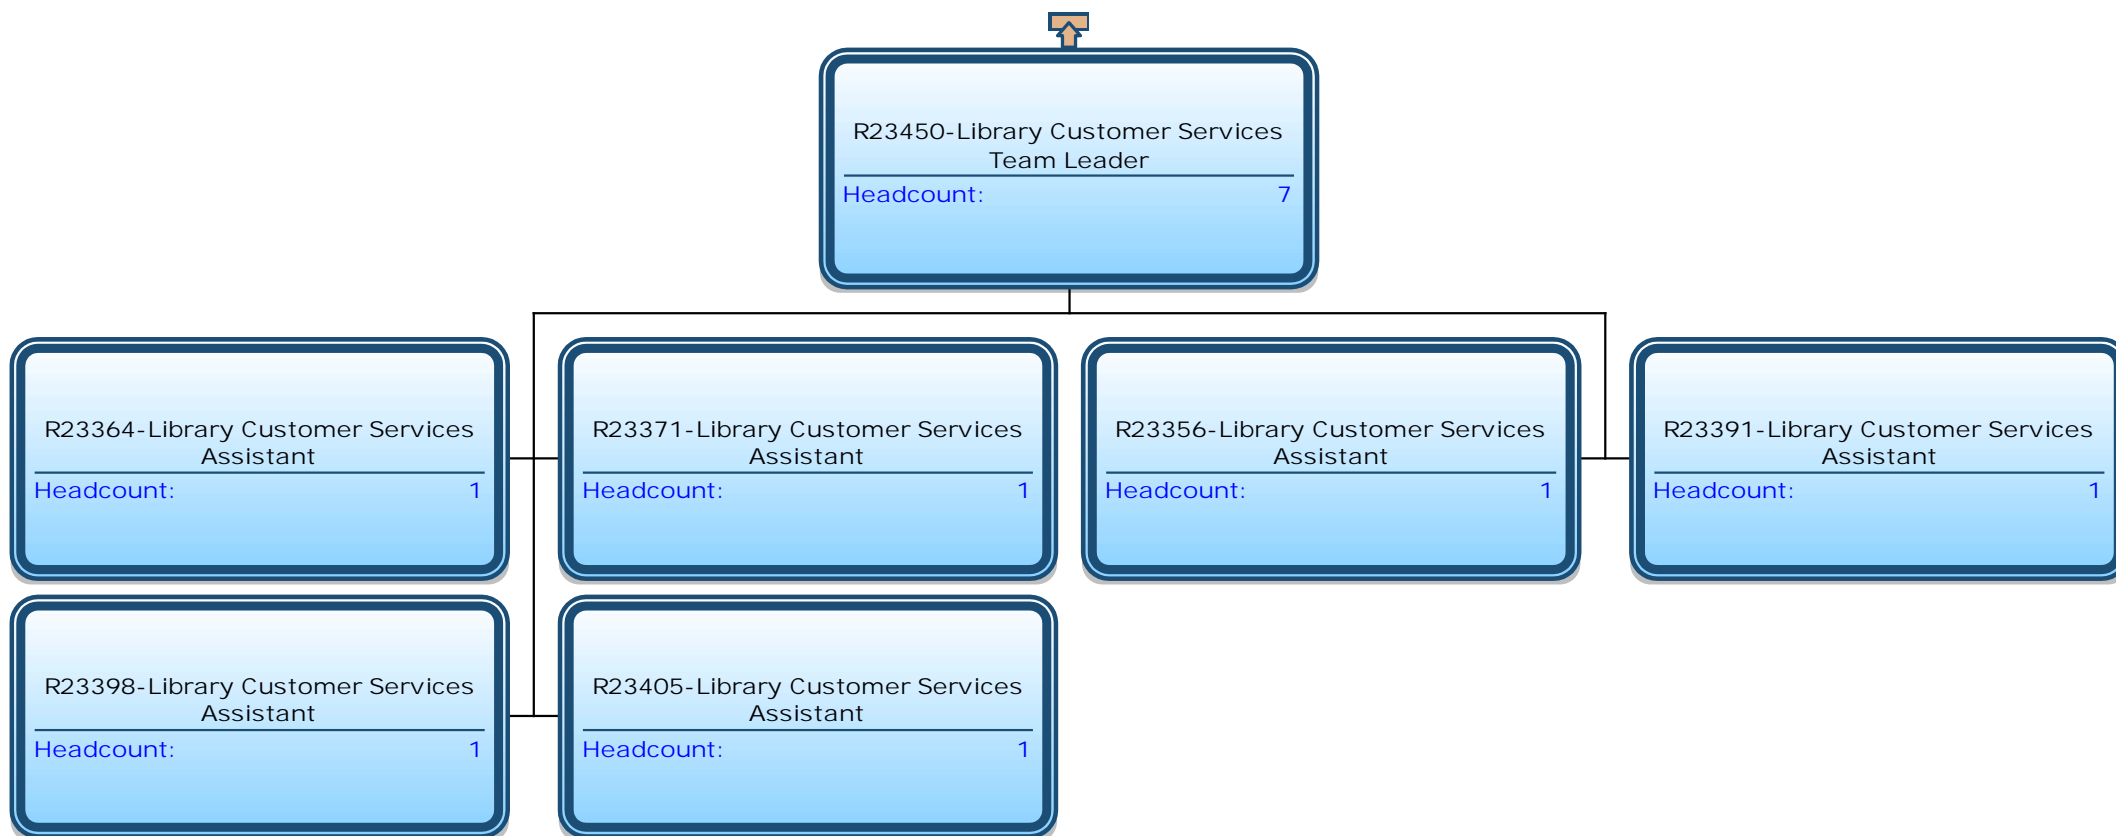 R23450-Library Customer Services
Team Leader
Headcount: 7
R23364-Library Customer Services
Assistant
Headcount: 1
R23371-Library Customer Services
Assistant
Headcount: 1
R23356-Library Customer Services
Assistant
Headcount: 1
R23391-Library Customer Services
Assistant
Headcount: 1
R23398-Library Customer Services
Assistant
Headcount: 1
R23405-Library Customer Services
Assistant
Headcount: 1